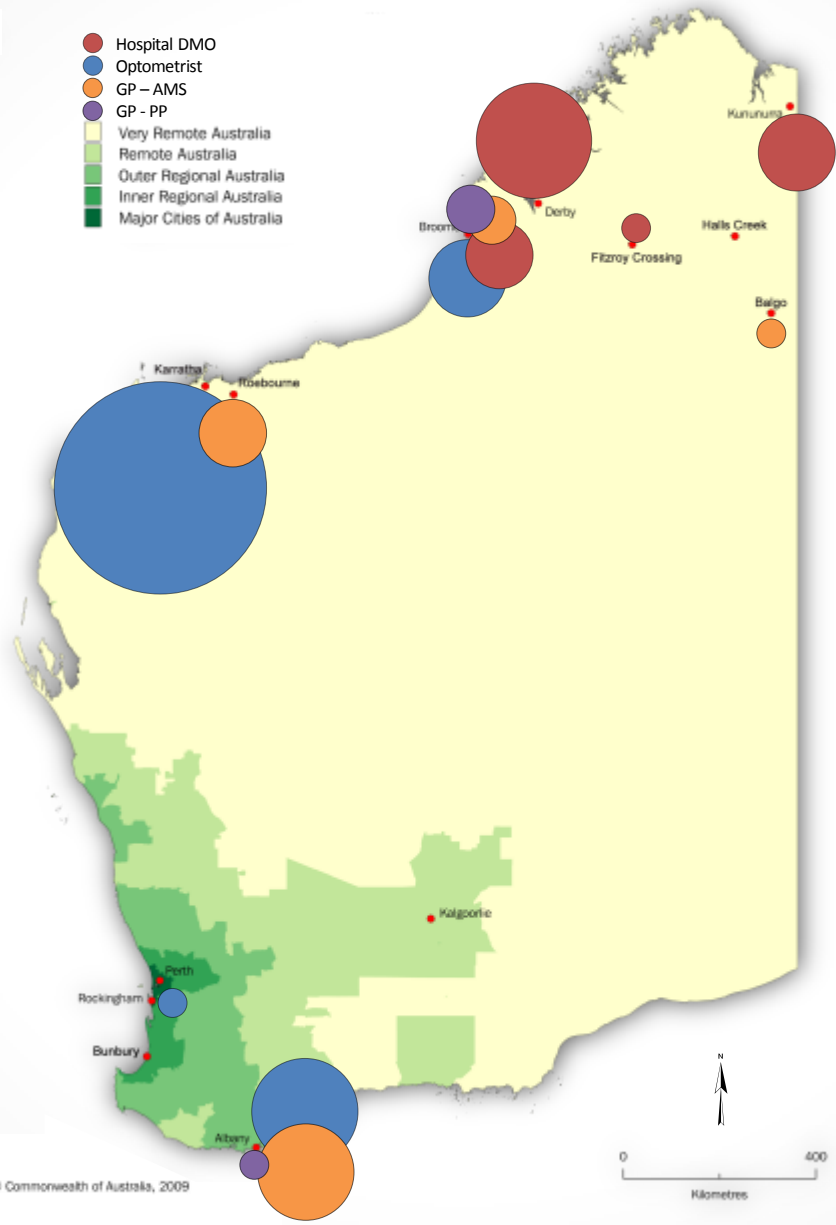 Hospital DMO
Optometrist
GP – AMS
GP - PP
Very Remote Australia
Remote Australia
Outer Regional Australia
Inner Regional Australia
Major Cities of Australia
Kununurra
Derby
Halls Creek
Fitzroy Crossing
Balgo
Karratha
Roebourne
Kalgoorlie
Perth
Rockingham
Bunbury
Albany
N
0 400
Kilometres
Commonwealth of Australia, 2009